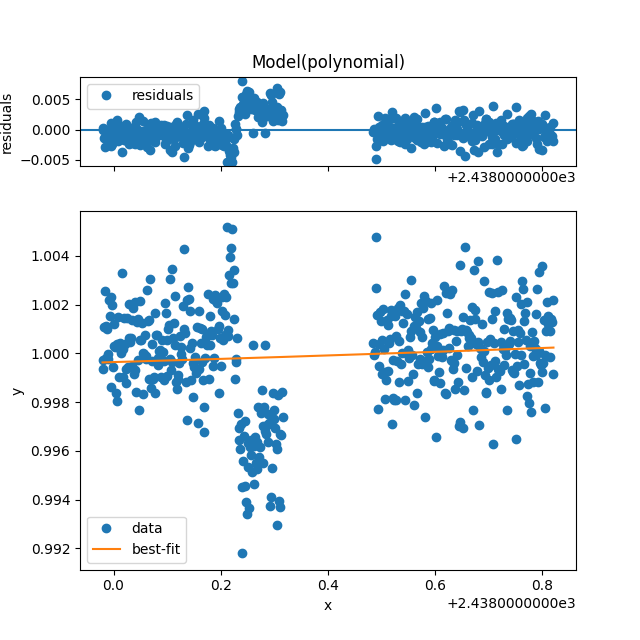 Model(polynomial)
residuals
0.005
0.000
−0.005
residuals
+2.4380000000e3
1.004
1.002
1.000
0.998
0.996
0.994
0.992
y
data
best-fit
0.0 0.2 0.4 0.6 0.8
x
+2.4380000000e3